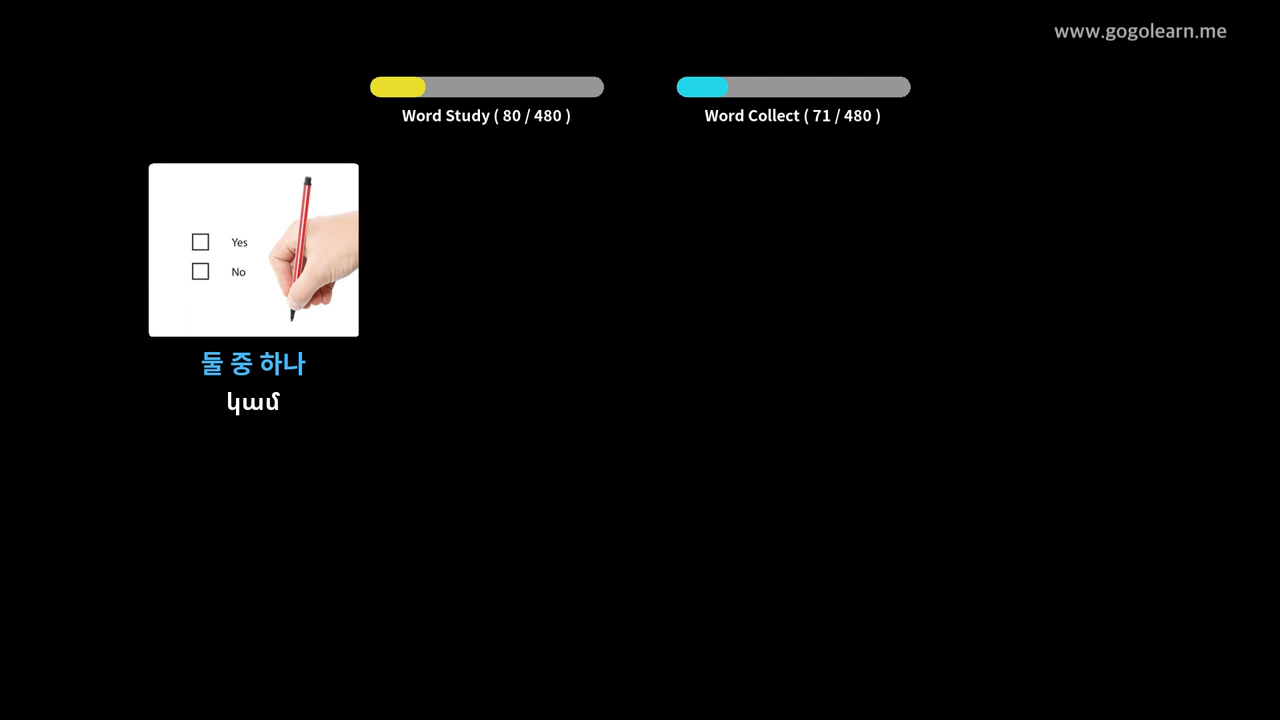 www.gogolearn.me
Word Study ( 80 / 480 )
Word Collect ( 71 / 480 )
Yes
No
둘 중 하나
կամ